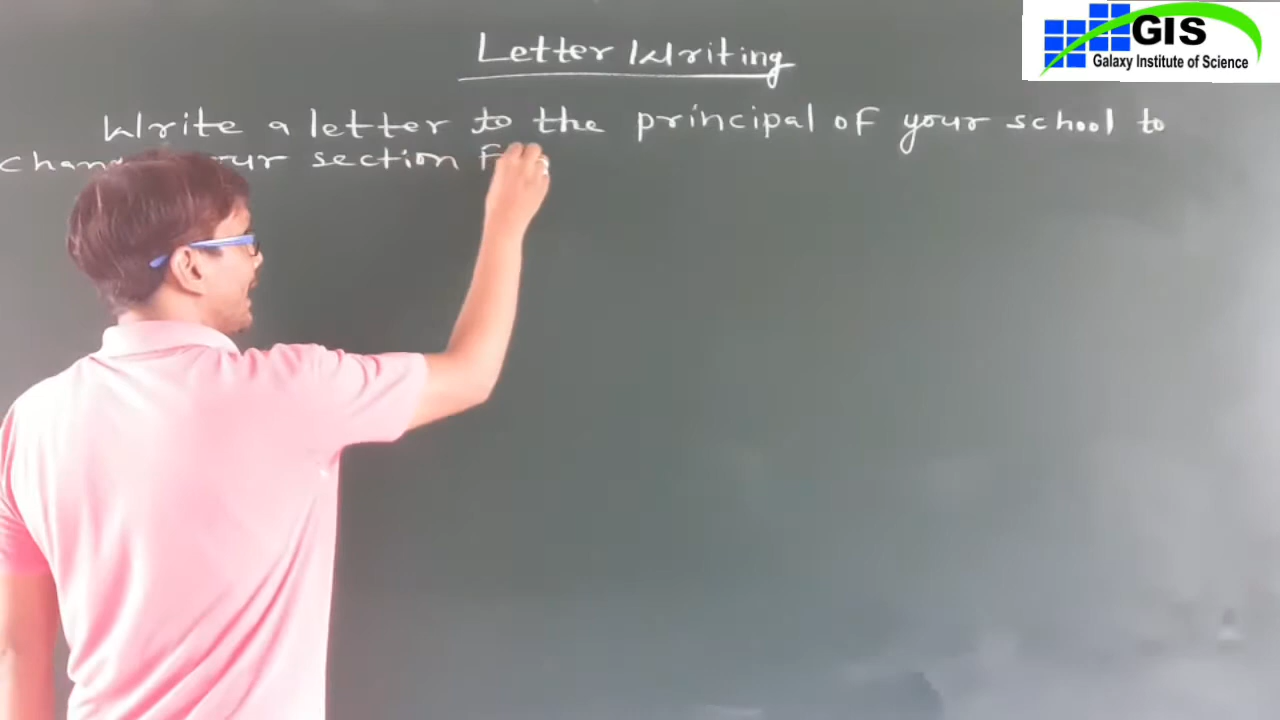 GIS
Galaxy Institute of Science
Letter Writing
Write a letter to the principal of your school to
section